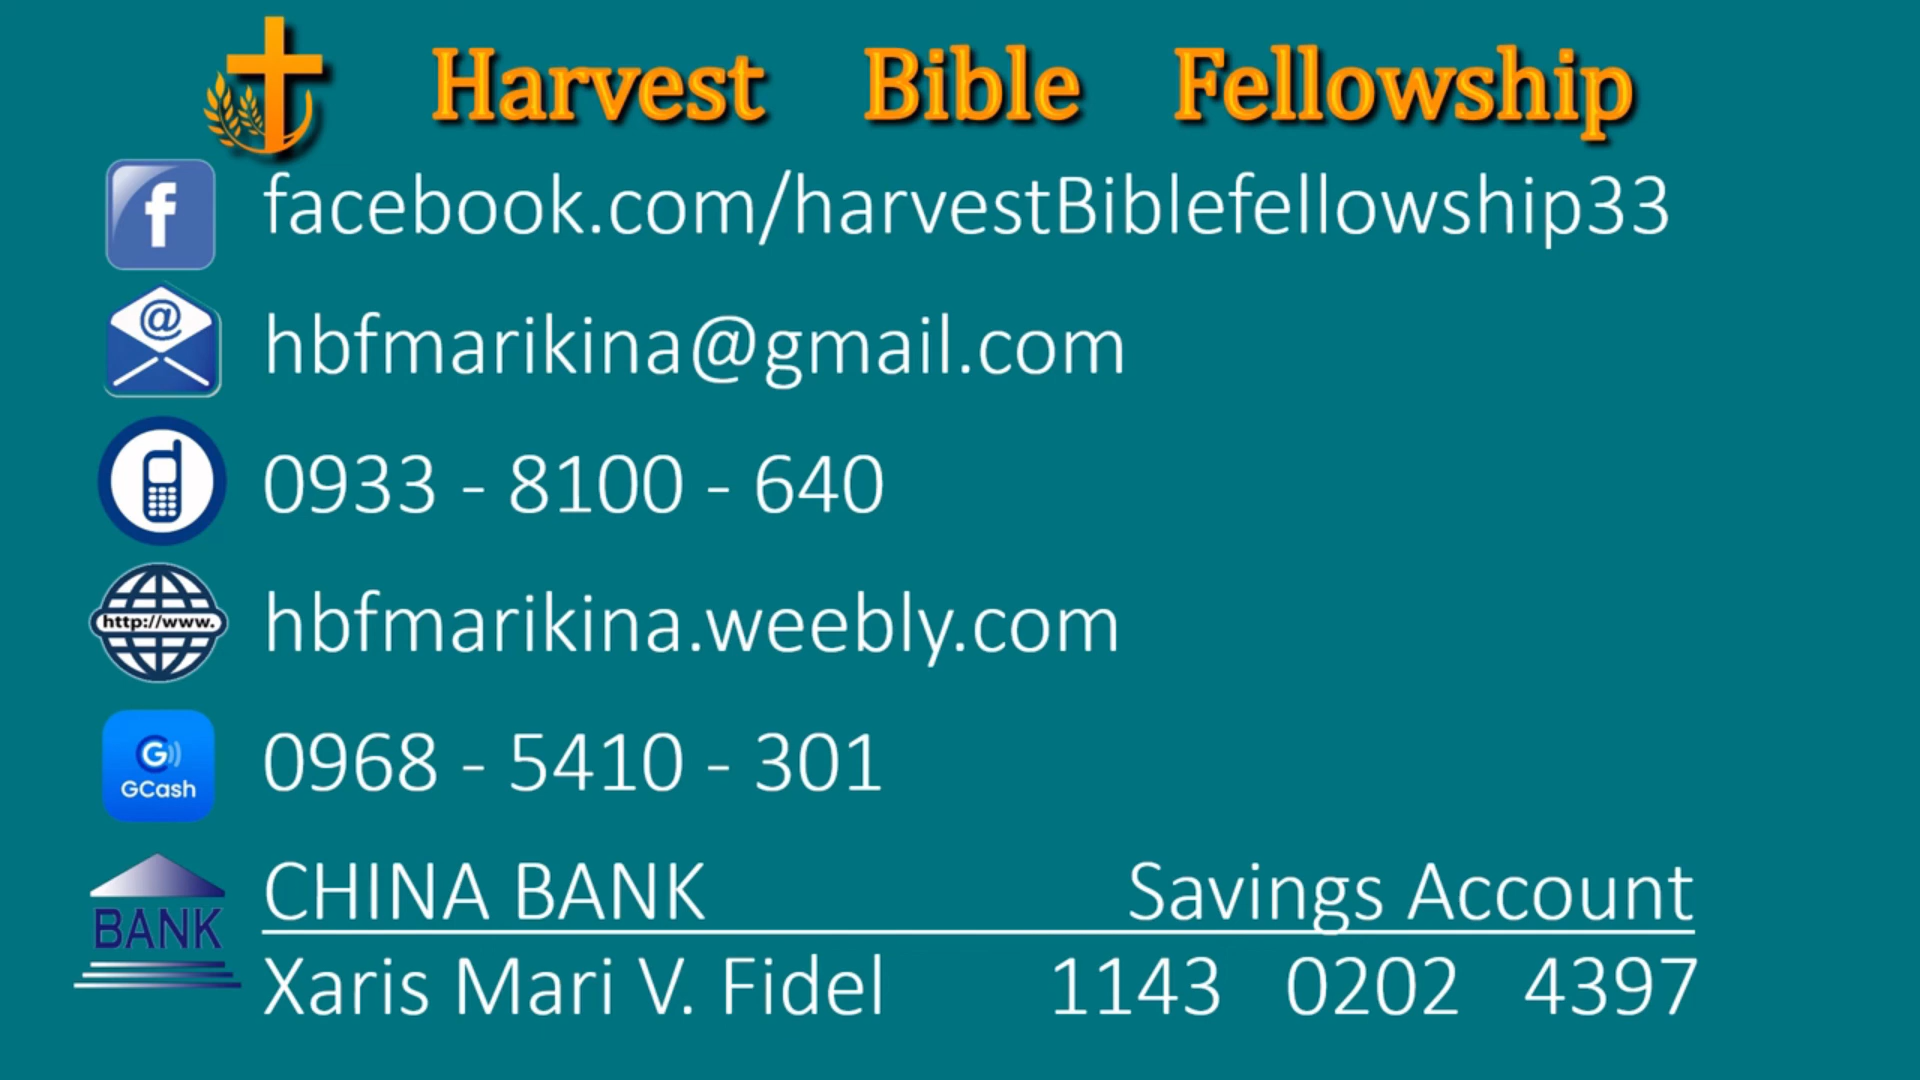 Harvest Bible Fellowship
f facebook.com/harvestBiblefellowship33
@ hbfmarikina@gmail.com
0933 - 8100 - 640
http://www. hbfmarikina.weebly.com
G GCash 0968 - 5410 - 301
CHINA BANK Savings Account
BANK
Xaris Mari V. Fidel 1143 0202 4397